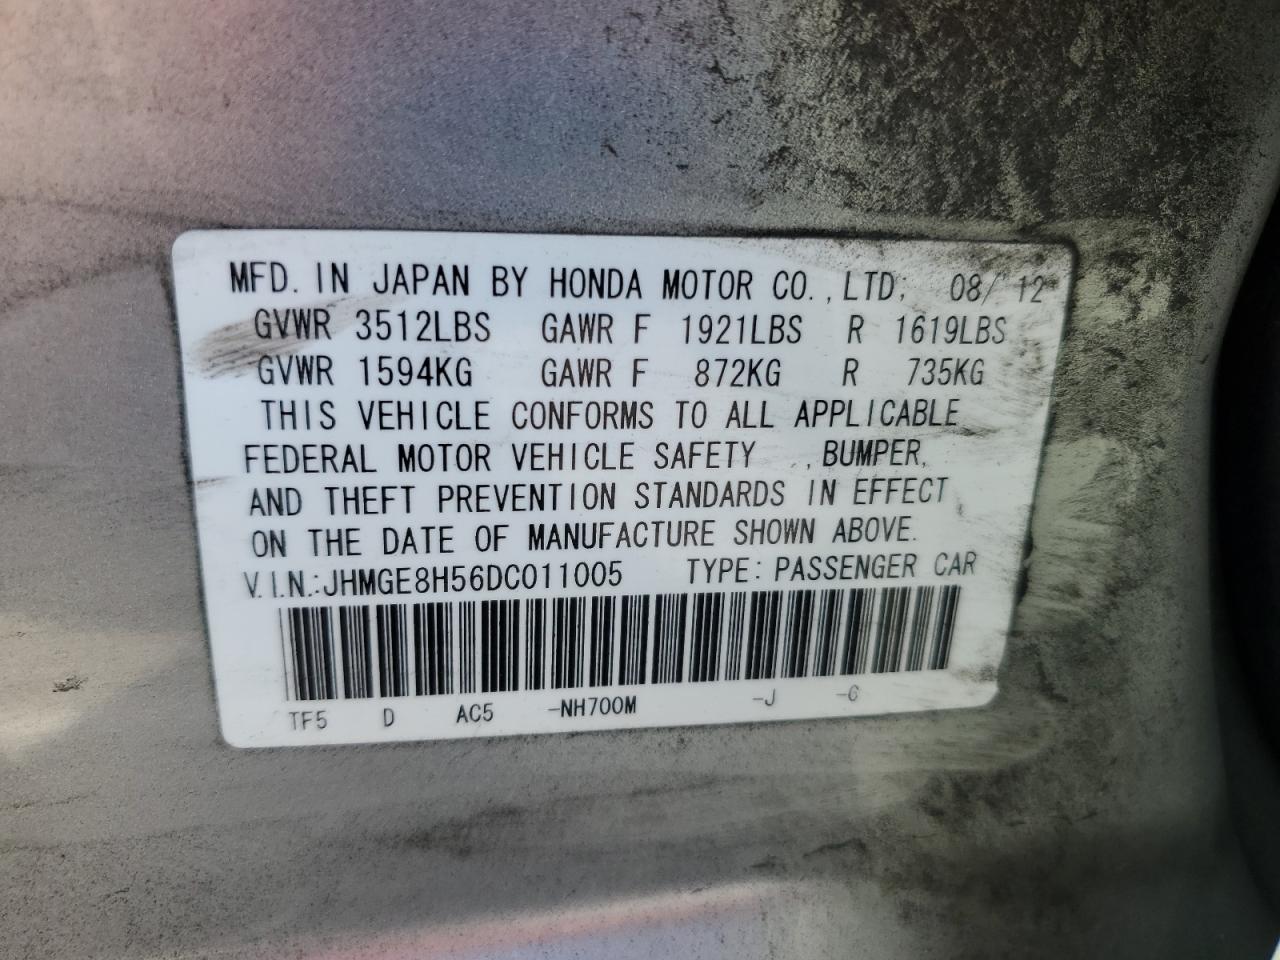 MFD. IN JAPAN BY HONDA MOTOR CO., LTD. 08/ 12
GVWR 3512LBS GAWR F 1921LBS R 1619LBS
GVWR 1594KG GAWR F 872KG R 735KG
THIS VEHICLE CONFORMS TO ALL APPLICABLE
FEDERAL MOTOR VEHICLE SAFETY , BUMPER,
AND THEFT PREVENTION STANDARDS IN EFFECT
ON THE DATE OF MANUFACTURE SHOWN ABOVE.
V.I.N.:JHMGE8H56DC011005 TYPE: PASSENGER CAR
TF5 D AC5 -NH700M -J